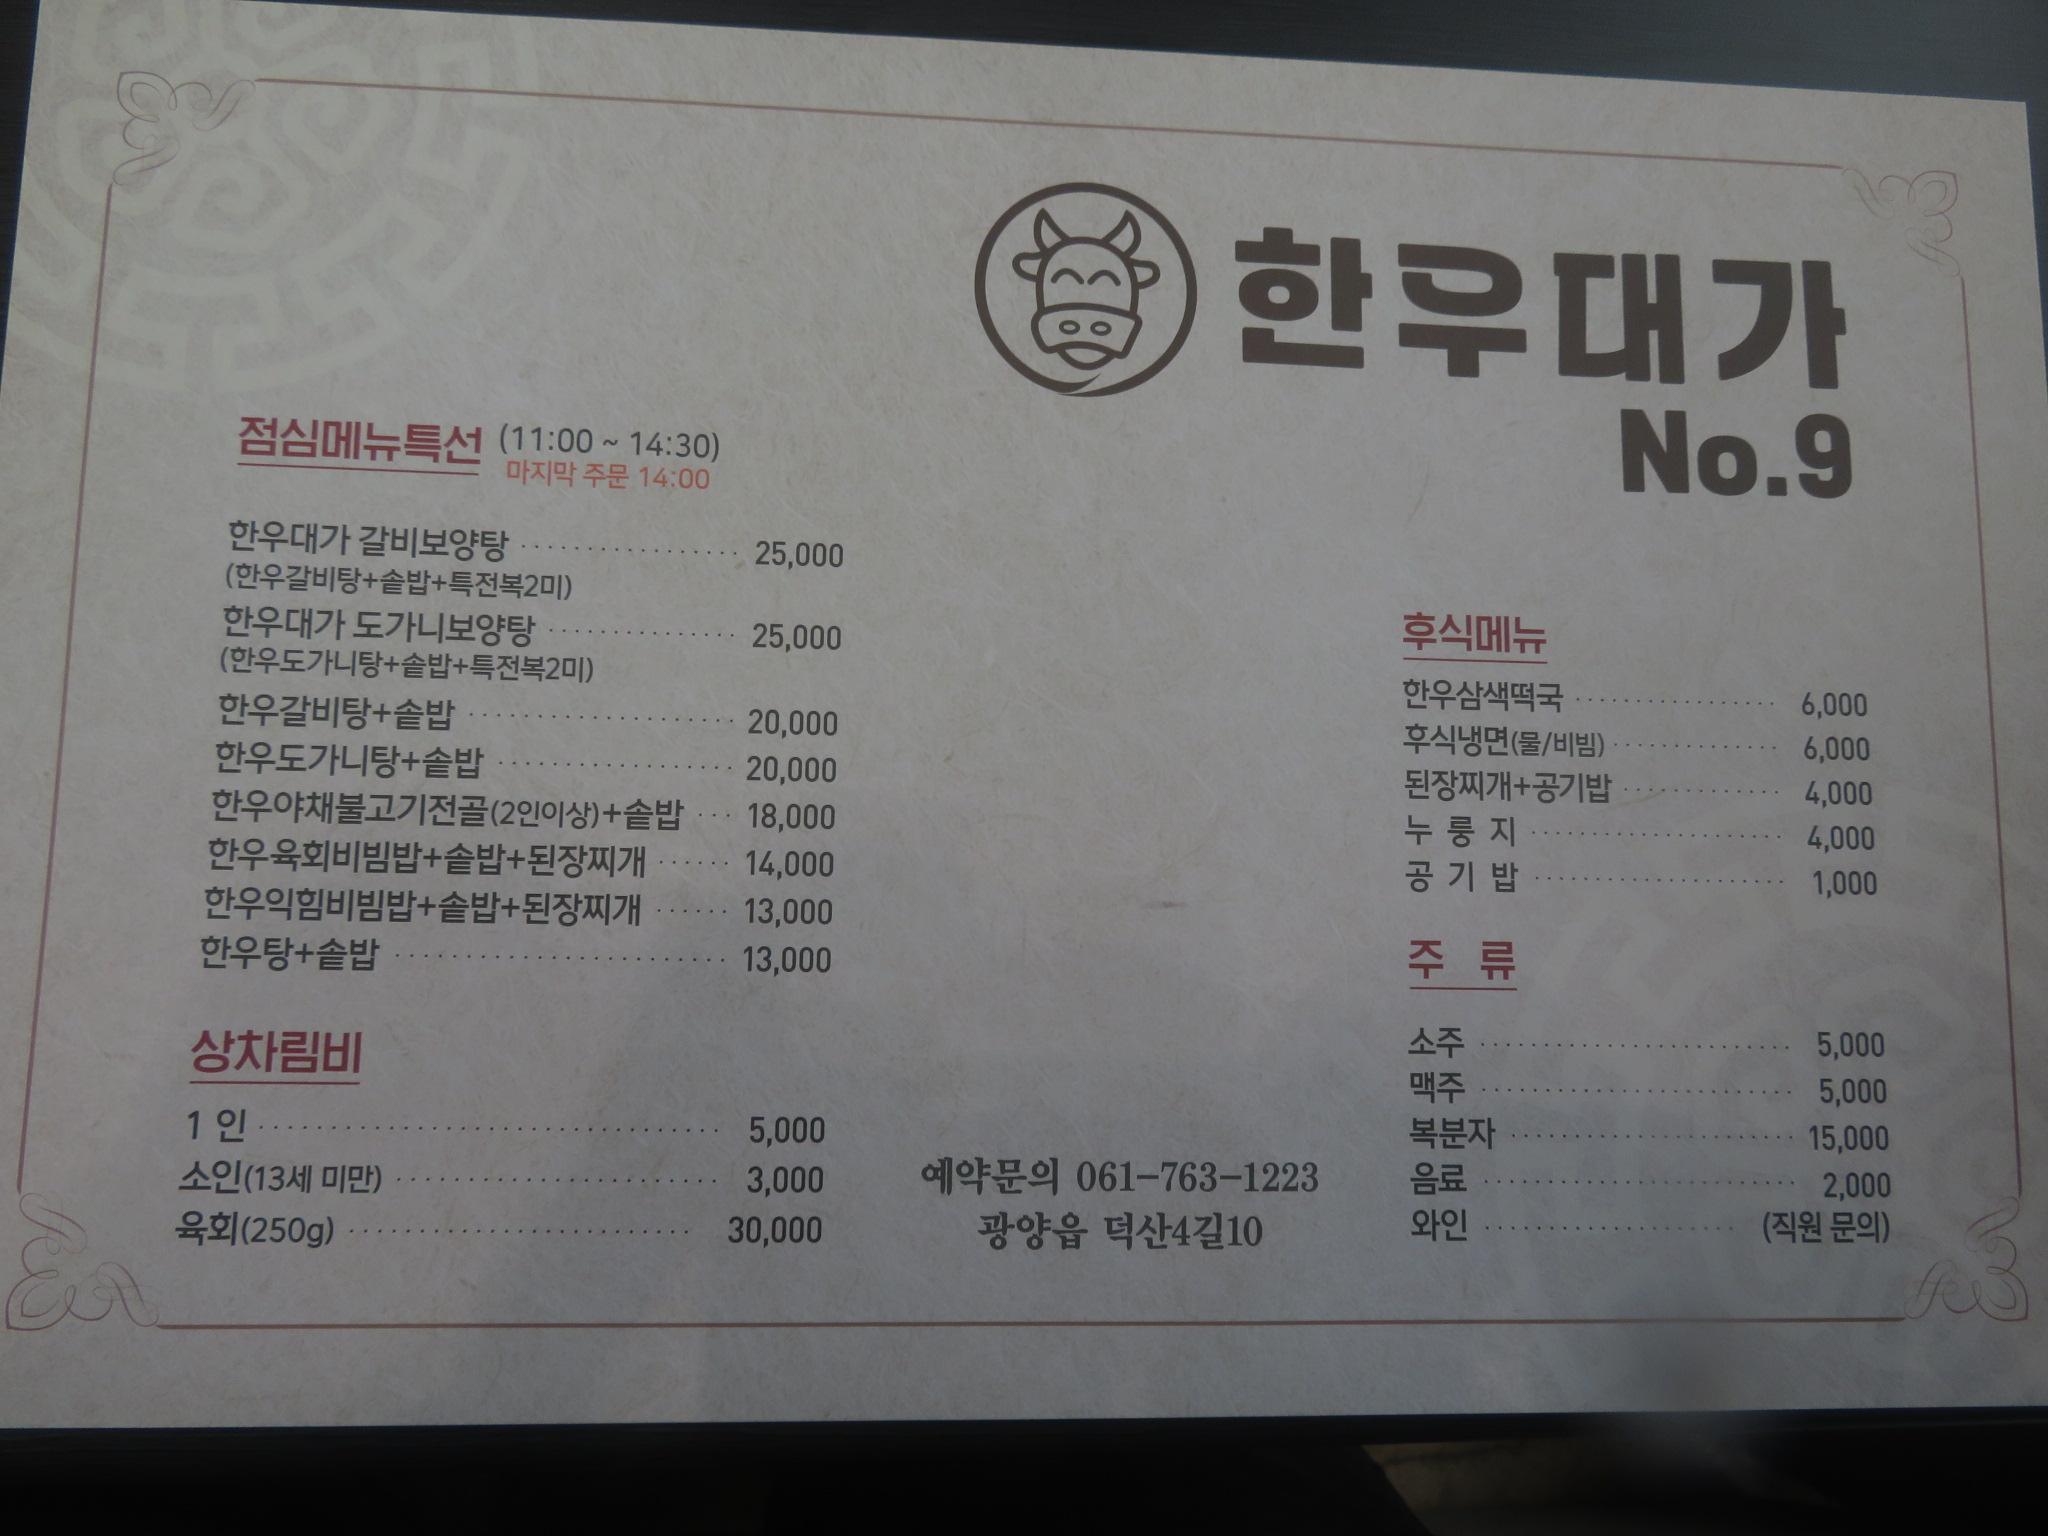 한우대가
No.9
점심메뉴특선 (11:00 ~ 14:30)
마지막 주문 14:00
한우대가 갈비보양탕 25,000
(한우갈비탕+솥밥+특전복2미)
한우대가 도가니보양탕 25,000
(한우도가니탕+솥밥+특전복2미)
한우갈비탕+솥밥 20,000
한우도가니탕+솥밥 20,000
한우야채불고기전골(2인이상)+솥밥 18,000
한우육회비빔밥+솥밥+된장찌개 14,000
한우익힘비빔밥+솥밥+된장찌개 13,000
한우탕+솥밥 13,000
상차림비
1 인 5,000
소인(13세 미만) 3,000
육회(250g) 30,000
예약문의 061-763-1223
광양읍 덕산4길10
후식메뉴
한우삼색떡국 6,000
후식냉면(물/비빔) 6,000
된장찌개+공기밥 4,000
누 룽 지 4,000
공 기 밥 1,000
주 류
소주 5,000
맥주 5,000
복분자 15,000
음료 2,000
와인 (직원 문의)